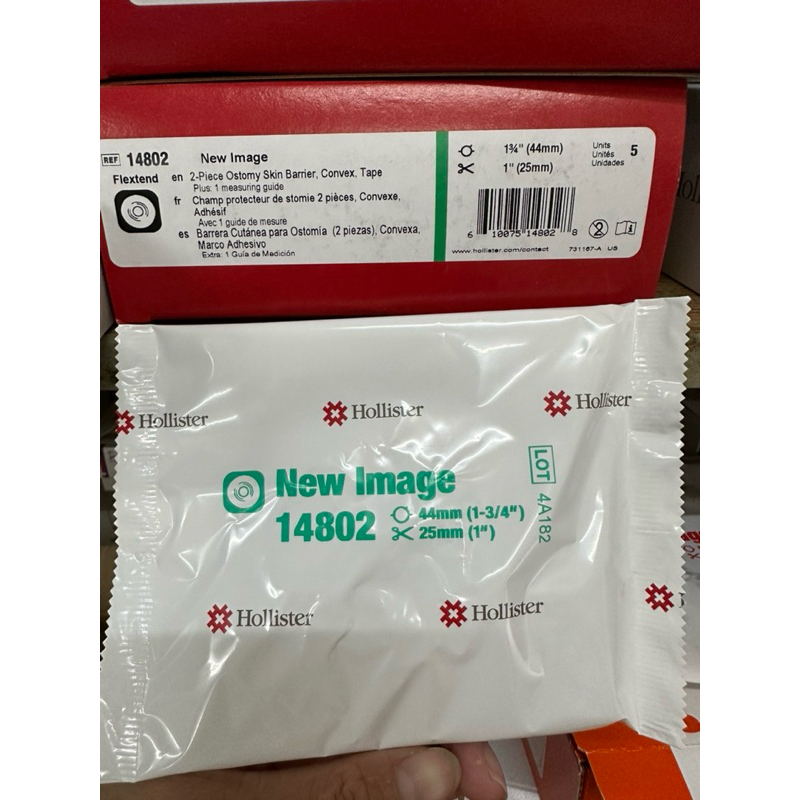 REF 14802 New Image
Flextend en 2-Piece Ostomy Skin Barrier, Convex, Tape
Plus: 1 measuring guide
fr Champ protecteur de stomie 2 pièces, Convexe,
Adhésif
Avec 1 guide de mesure
es Barrera Cutánea para Ostomía (2 piezas), Convexa,
Marco Adhesivo
Extra: 1 Guía de Medición
1¾" (44mm)
1" (25mm)
Units
Unités
Unidades
5
6 10075 14802 8
2
www.hollister.com/contact 731167-A US
Hollister
Hollister
Hollister
New Image
14802
44mm (1-3/4")
25mm (1")
LOT
4A182
Hollister
Hollister